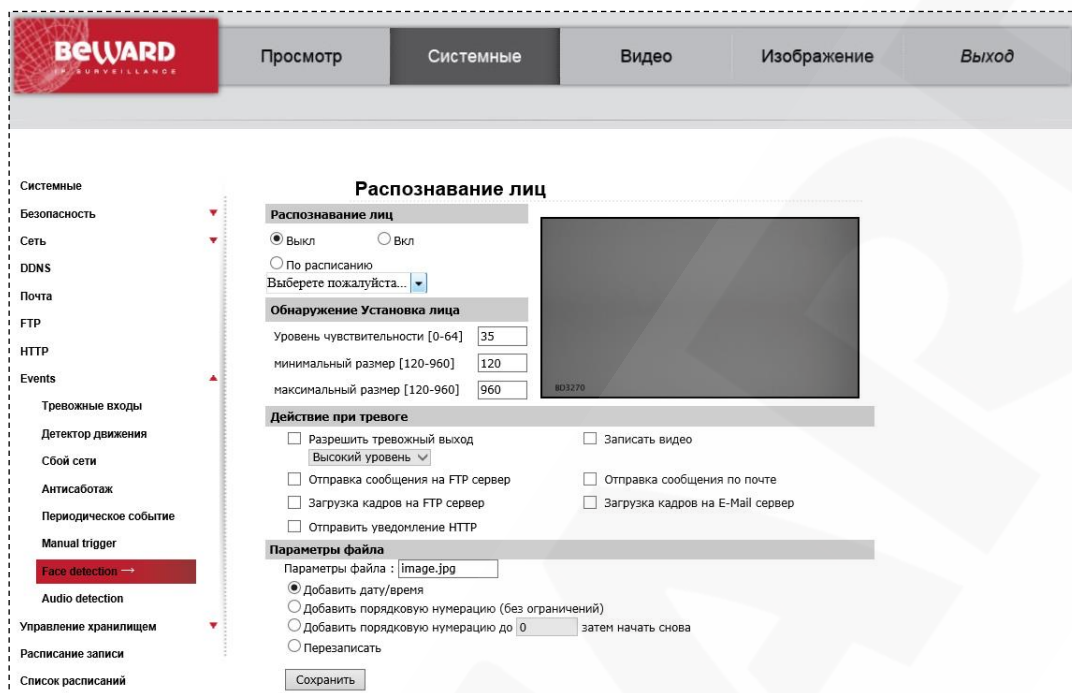 BEWARD
IP SURVEILLANCE
Просмотр
Системные
Видео
Изображение
Выход
Системные
Безопасность
Сеть
DDNS
Почта
FTP
HTTP
Events
Тревожные входы
Детектор движения
Сбой сети
Антисаботаж
Периодическое событие
Manual trigger
Face detection →
Audio detection
Управление хранилищем
Расписание записи
Список расписаний
Распознавание лиц
Распознавание лиц
Выкл Вкл
По расписанию
Выберете пожалуйста...
Обнаружение Установка лица
Уровень чувствительности [0-64] 35
минимальный размер [120-960] 120
максимальный размер [120-960] 960
BD3270
Действие при тревоге
Разрешить тревожный выход Записать видео
Высокий уровень
Отправка сообщения на FTP сервер Отправка сообщения по почте
Загрузка кадров на FTP сервер Загрузка кадров на E-Mail сервер
Отправить уведомление HTTP
Параметры файла
Параметры файла : image.jpg
Добавить дату/время
Добавить порядковую нумерацию (без ограничений)
Добавить порядковую нумерацию до 0 затем начать снова
Перезаписать
Сохранить